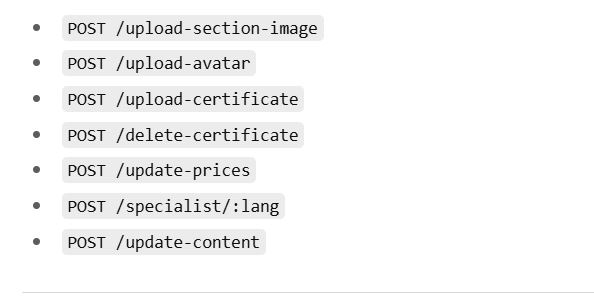 POST /upload-section-image
POST /upload-avatar
POST /upload-certificate
POST /delete-certificate
POST /update-prices
POST /specialist/:lang
POST /update-content